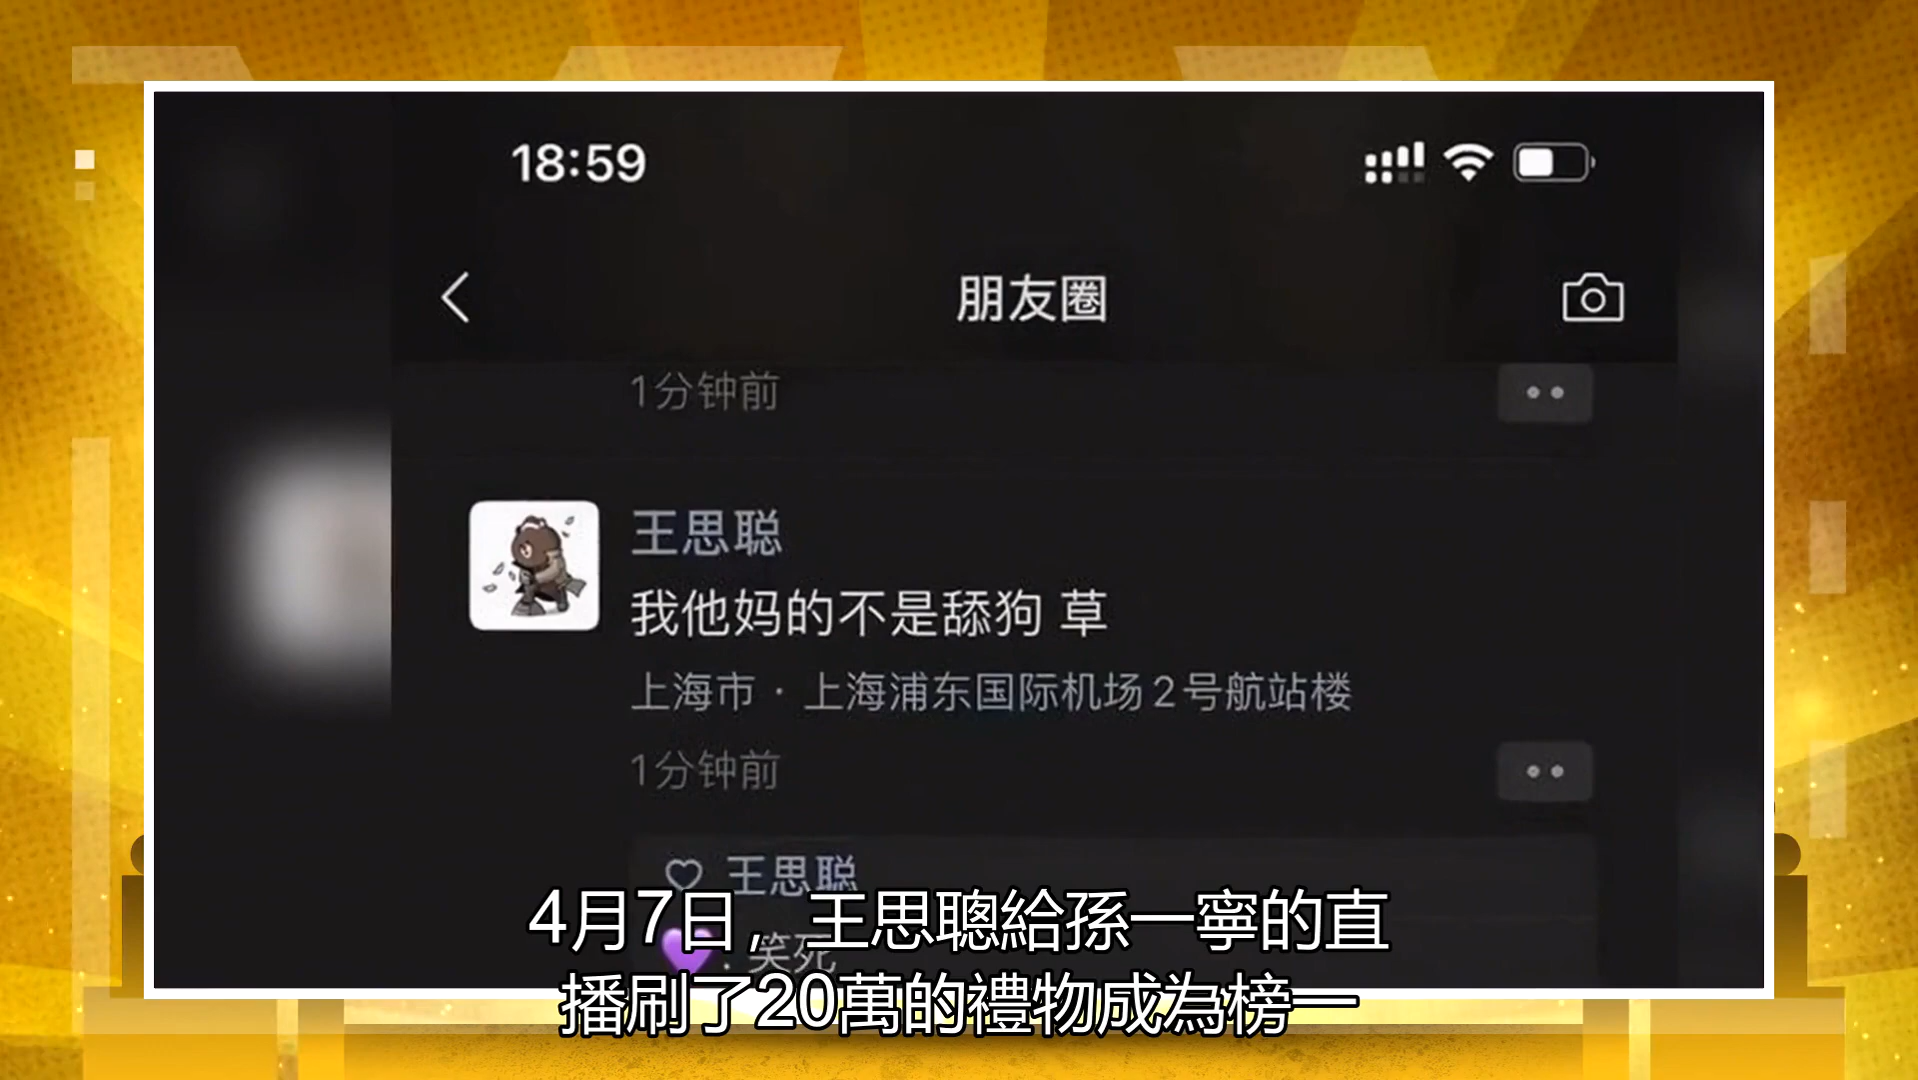 18:59
朋友圈
1分钟前
王思聪
我他妈的不是舔狗 草
上海市 · 上海浦东国际机场2号航站楼
1分钟前
王思聪
4月7日，王思聰給孫一寧的直
. 笑死
播刷了20萬的禮物成為榜一